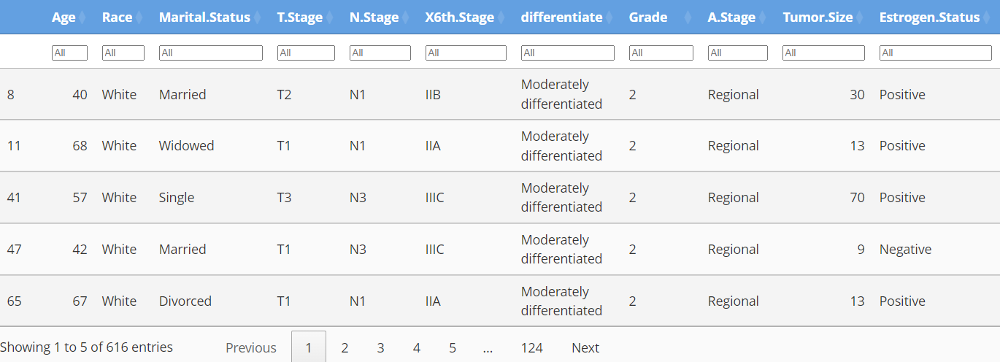 Age Race Marital.Status T.Stage N.Stage X6th.Stage differentiate Grade A.Stage Tumor.Size Estrogen.Status
All All All All All All All All All All All
8 40 White Married T2 N1 IIB Moderately differentiated 2 Regional 30 Positive
11 68 White Widowed T1 N1 IIA Moderately differentiated 2 Regional 13 Positive
41 57 White Single T3 N3 IIIC Moderately differentiated 2 Regional 70 Positive
47 42 White Married T1 N3 IIIC Moderately differentiated 2 Regional 9 Negative
65 67 White Divorced T1 N1 IIA Moderately differentiated 2 Regional 13 Positive
Showing 1 to 5 of 616 entries Previous 1 2 3 4 5 ... 124 Next